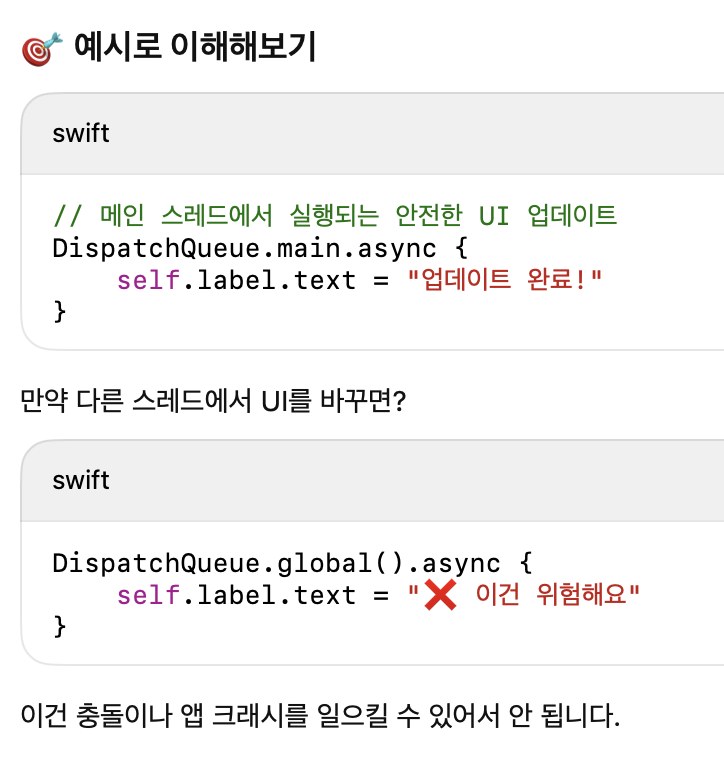 🎯 예시로 이해해보기
swift
// 메인 스레드에서 실행되는 안전한 UI 업데이트
DispatchQueue.main.async {
    self.label.text = "업데이트 완료!"
}
만약 다른 스레드에서 UI를 바꾸면?
swift
DispatchQueue.global().async {
    self.label.text = "❌ 이건 위험해요"
}
이건 충돌이나 앱 크래시를 일으킬 수 있어서 안 됩니다.